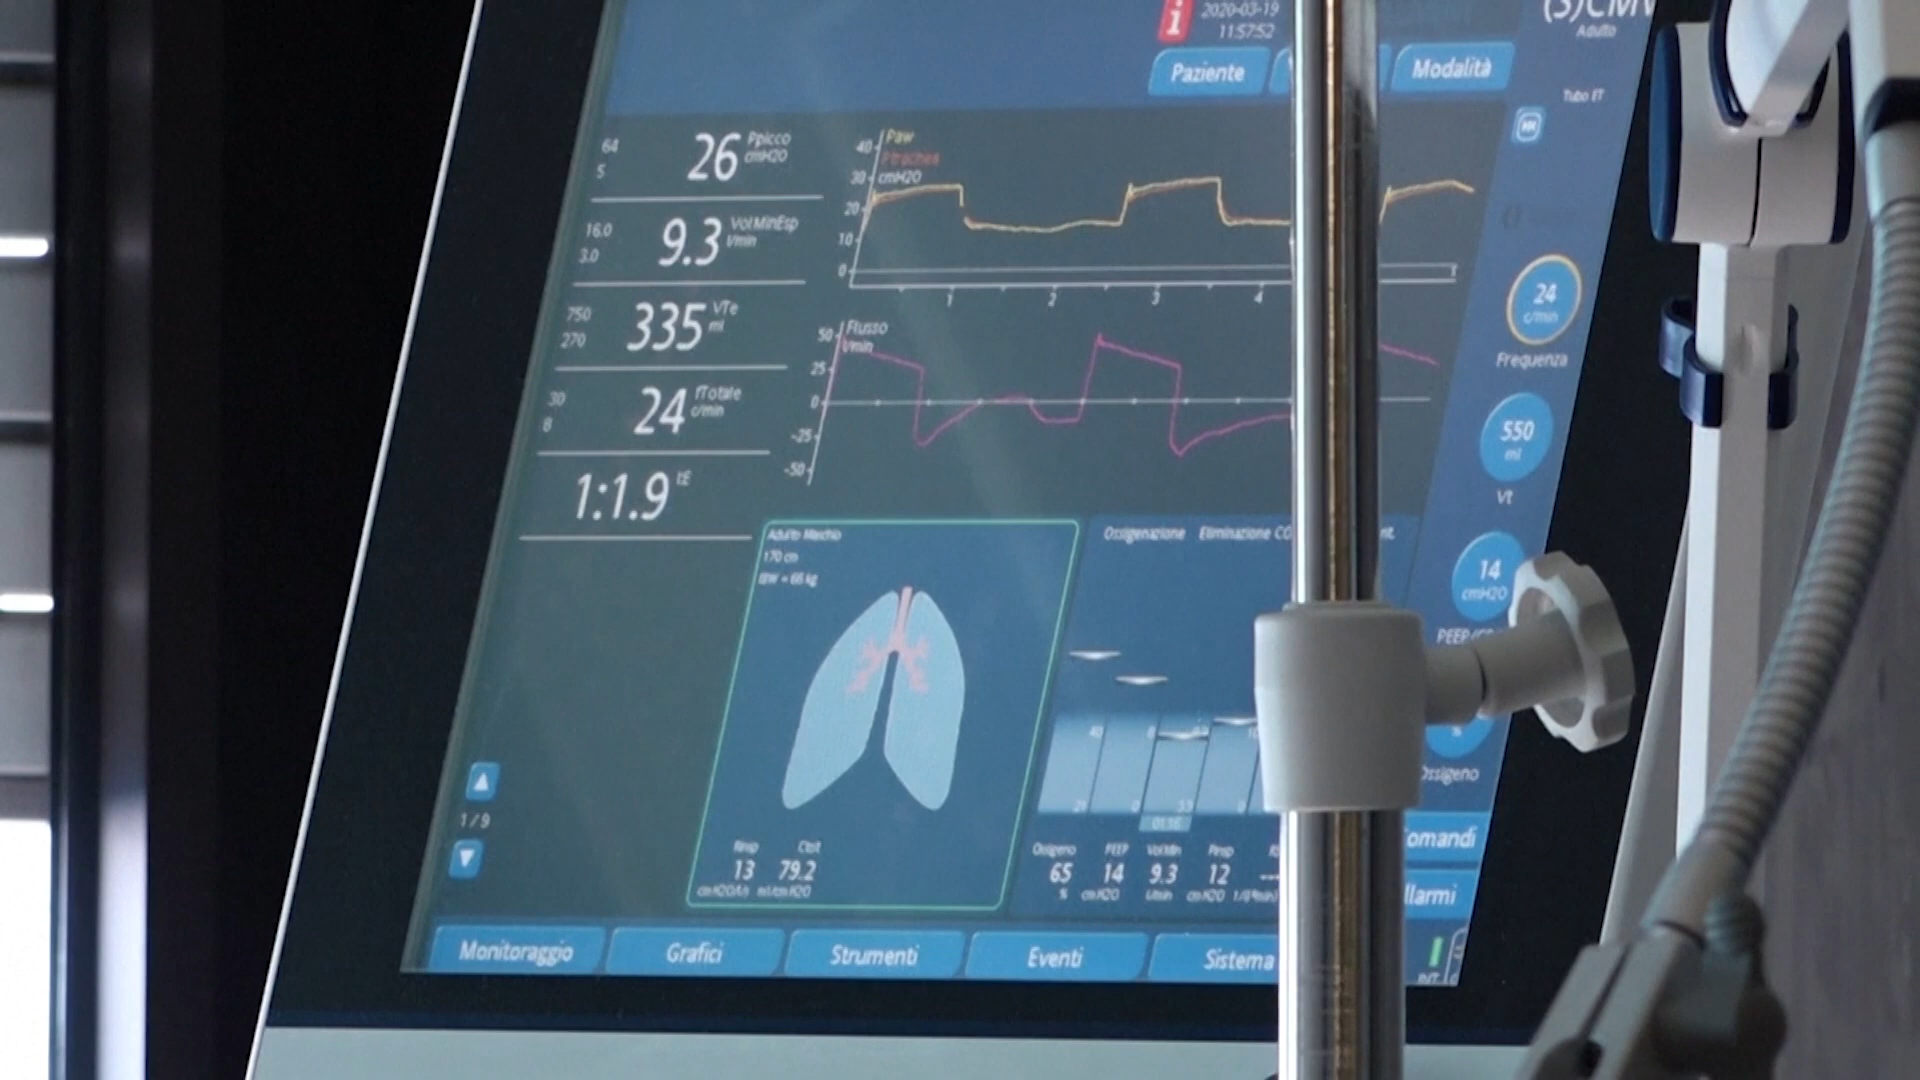 2020-03-19
11:57:52
(S)CMV
Adulto
Paziente
Modalità
Tubo ET
64
5
26
Ppicco
cmH2O
16.0
3.0
9.3
VolMinEsp
l/min
750
270
335
VTe
ml
30
8
24
fTotale
c/min
1:1.9
I:E
Paw
Ptrachea
cmH2O
40
30
20
10
0
1 2 3 4
Flusso
l/min
50
25
0
-25
-50
24
c/min
Frequenza
550
ml
Vt
14
cmH2O
%
Ossigeno
Adulto Maschio
170 cm
IBW = 66 kg
Rinsp Cstat
13 79.2
cmH2O/l/s ml/cmH2O
Ossigenazione Eliminazione CO
Ossigeno PEEP VolMin Pinsp
65 14 9.3 12
% cmH2O l/min cmH2O
1 / 9
omandi
llarmi
Monitoraggio
Grafici
Strumenti
Eventi
Sistema